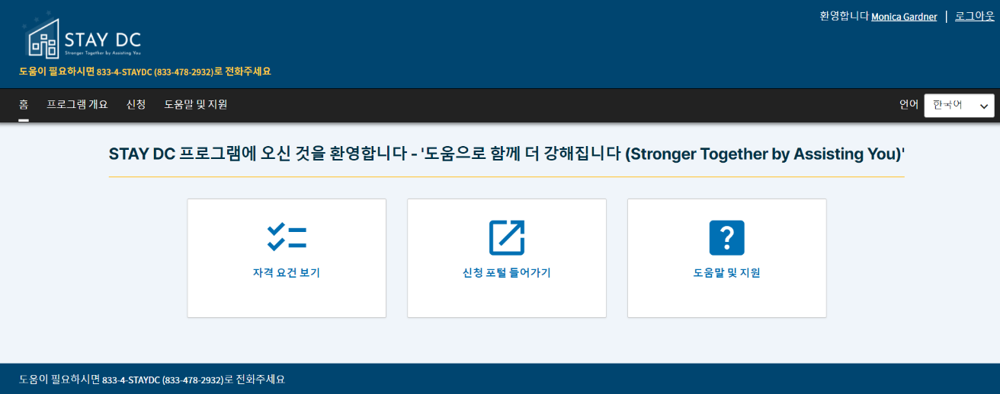 환영합니다 Monica Gardner | 로그아웃
STAY DC
Stronger Together by Assisting You
도움이 필요하시면 833-4-STAYDC (833-478-2932)로 전화주세요
홈 프로그램 개요 신청 도움말 및 지원 언어 한국어
STAY DC 프로그램에 오신 것을 환영합니다 - '도움으로 함께 더 강해집니다 (Stronger Together by Assisting You)'
자격 요건 보기 신청 포털 들어가기 도움말 및 지원
도움이 필요하시면 833-4-STAYDC (833-478-2932)로 전화주세요